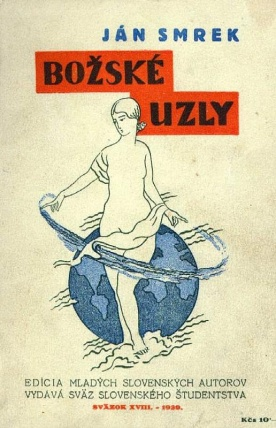 JÁN SMREK
BOŽSKÉ
UZLY
EDÍCIA MLADÝCH SLOVENSKÝCH AUTOROV
VYDÁVA SVÄZ SLOVENSKÉHO ŠTUDENTSTVA
SVÄZOK XVIII. - 1929.
Kčs 10·–